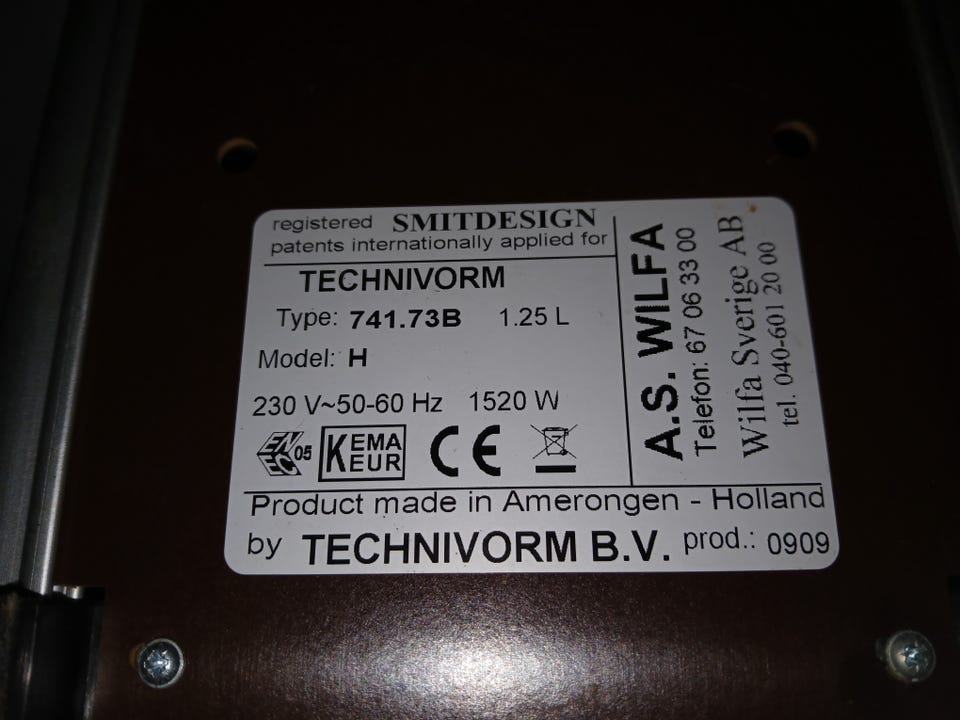 registered SMITDESIGN
patents internationally applied for
TECHNIVORM
Type: 741.73B 1.25 L
Model: H
230 V~50-60 Hz 1520 W
ENEC 05 KEMA EUR CE
A.S. WILFA
Telefon: 67 06 33 00
Wilfa Sverige AB
tel. 040-601 20 00
Product made in Amerongen - Holland
by TECHNIVORM B.V. prod.: 0909